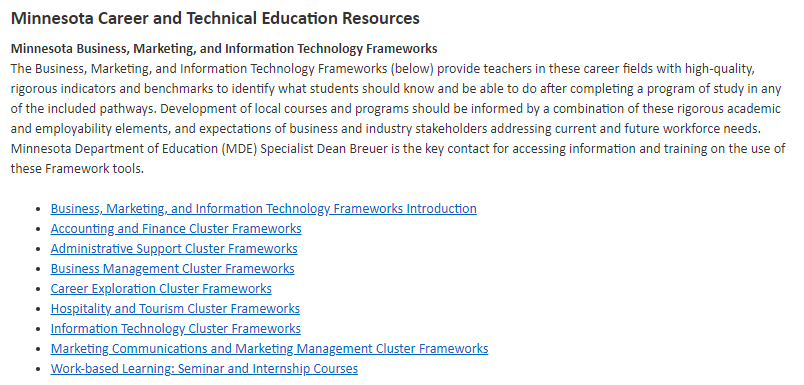 Minnesota Career and Technical Education Resources
Minnesota Business, Marketing, and Information Technology Frameworks
The Business, Marketing, and Information Technology Frameworks (below) provide teachers in these career fields with high-quality,
rigorous indicators and benchmarks to identify what students should know and be able to do after completing a program of study in any
of the included pathways. Development of local courses and programs should be informed by a combination of these rigorous academic
and employability elements, and expectations of business and industry stakeholders addressing current and future workforce needs.
Minnesota Department of Education (MDE) Specialist Dean Breuer is the key contact for accessing information and training on the use of
these Framework tools.
• Business, Marketing, and Information Technology Frameworks Introduction
• Accounting and Finance Cluster Frameworks
• Administrative Support Cluster Frameworks
• Business Management Cluster Frameworks
• Career Exploration Cluster Frameworks
• Hospitality and Tourism Cluster Frameworks
• Information Technology Cluster Frameworks
• Marketing Communications and Marketing Management Cluster Frameworks
• Work-based Learning: Seminar and Internship Courses